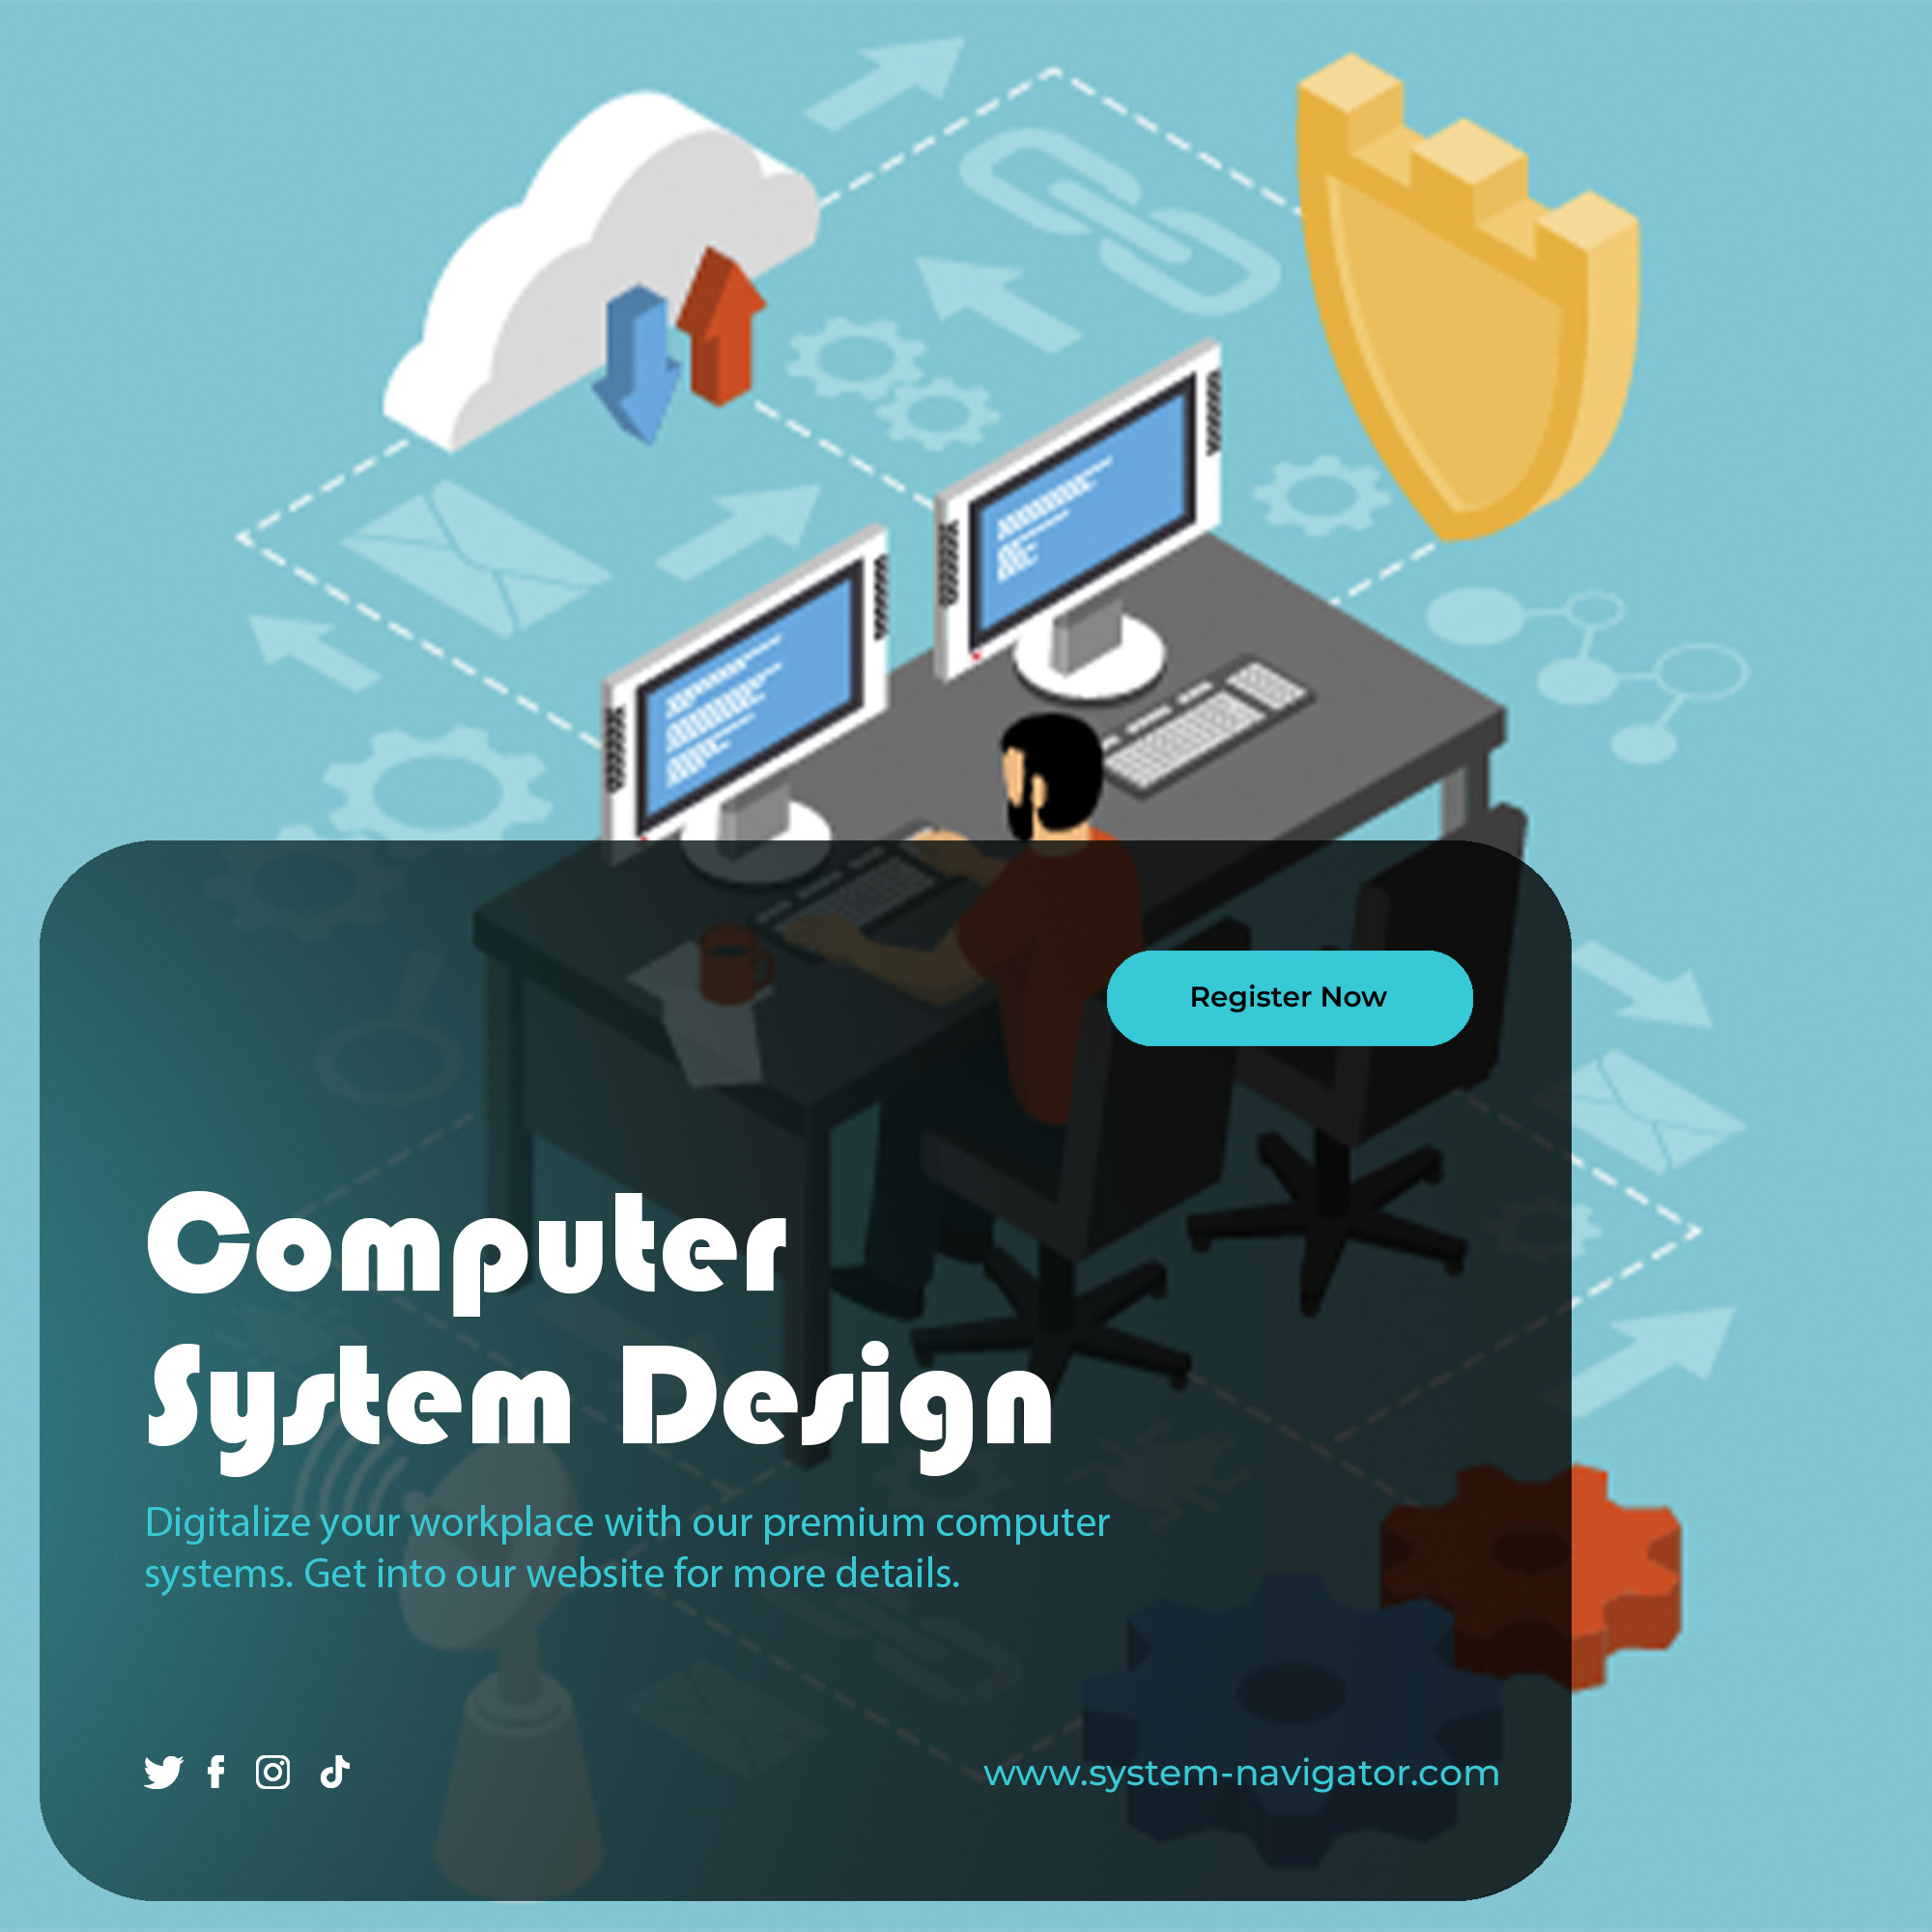 Register Now
Computer
System Design
Digitalize your workplace with our premium computer
systems. Get into our website for more details.
www.system-navigator.com